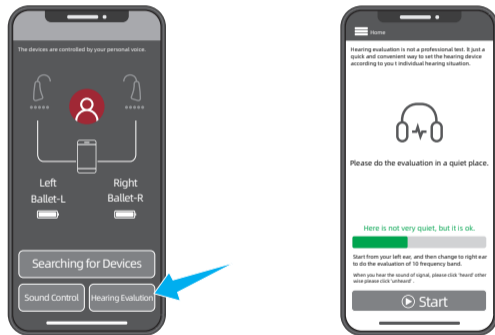 The devices are controlled by your personal voice.
Left
Right
Ballet-L
Ballet-R
Searching for Devices
Sound Control
Hearing Evalution
Home
Hearing evaluation is not a professional test. It just a
quick and convenient way to set the hearing device
according to you t individual hearing situation.
Please do the evaluation in a quiet place.
Here is not very quiet, but it is ok.
Start from your left ear, and then change to right ear
to do the evaluation of 10 frequency band.
When you hear the sound of signal, please click 'heard' other
wise please click 'unheard' .
Start